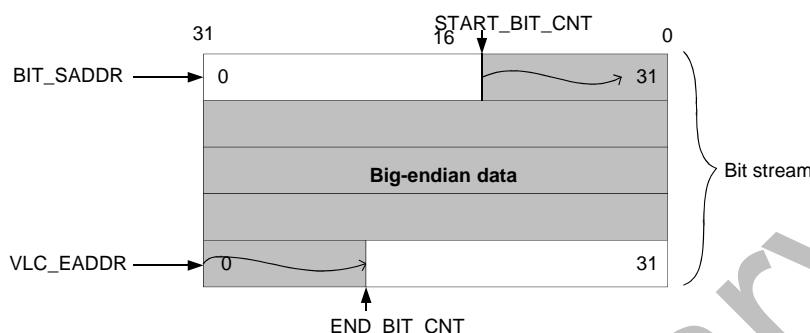 31 16 START_BIT_CNT 0
BIT_SADDR 0 31
Big-endian data
Bit stream
VLC_EADDR 0 31
END_BIT_CNT